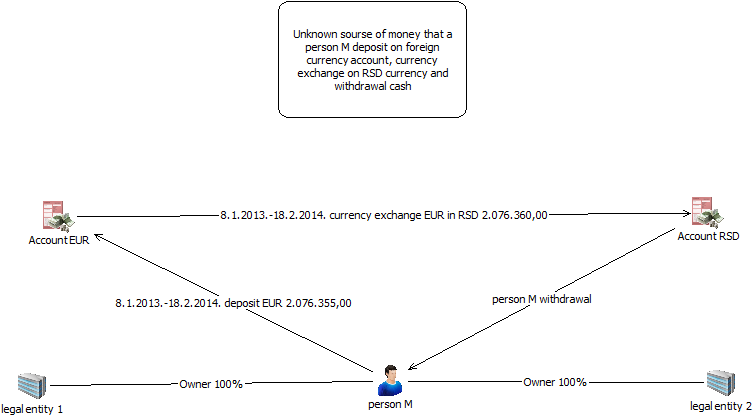 Unknown sourse of money that a
person M deposit on foreign
currency account, currency
exchange on RSD currency and
withdrawal cash
8.1.2013.-18.2.2014. currency exchange EUR in RSD 2.076.360,00
Account EUR
Account RSD
8.1.2013.-18.2.2014. deposit EUR 2.076.355,00
person M withdrawal
Owner 100%
Owner 100%
legal entity 1
person M
legal entity 2